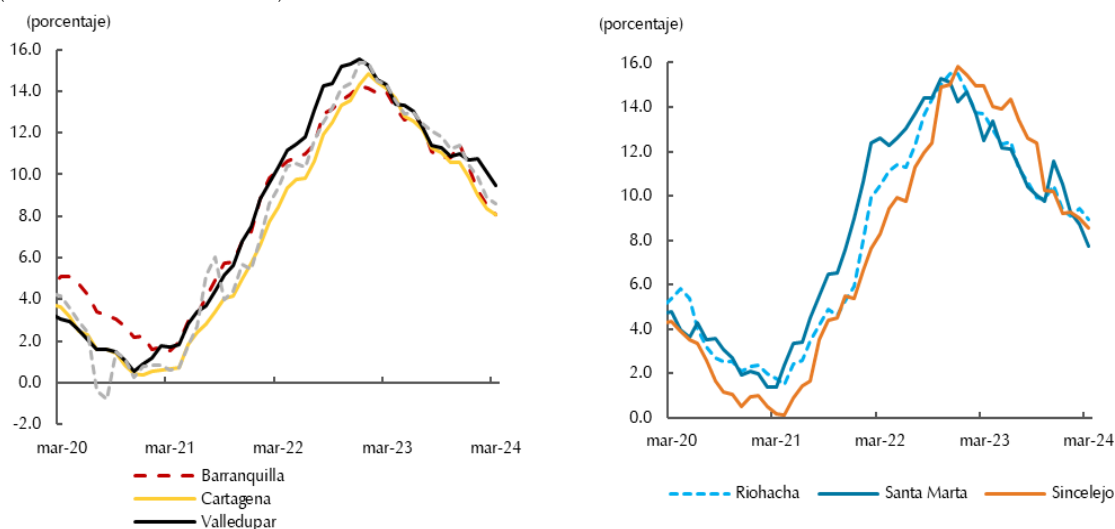 (porcentaje)
16.0
14.0
12.0
10.0
8.0
6.0
4.0
2.0
0.0
-2.0
mar-20 mar-21 mar-22 mar-23 mar-24
Barranquilla
Cartagena
Valledupar
(porcentaje)
16.0
14.0
12.0
10.0
8.0
6.0
4.0
2.0
0.0
mar-20 mar-21 mar-22 mar-23 mar-24
Riohacha Santa Marta Sincelejo